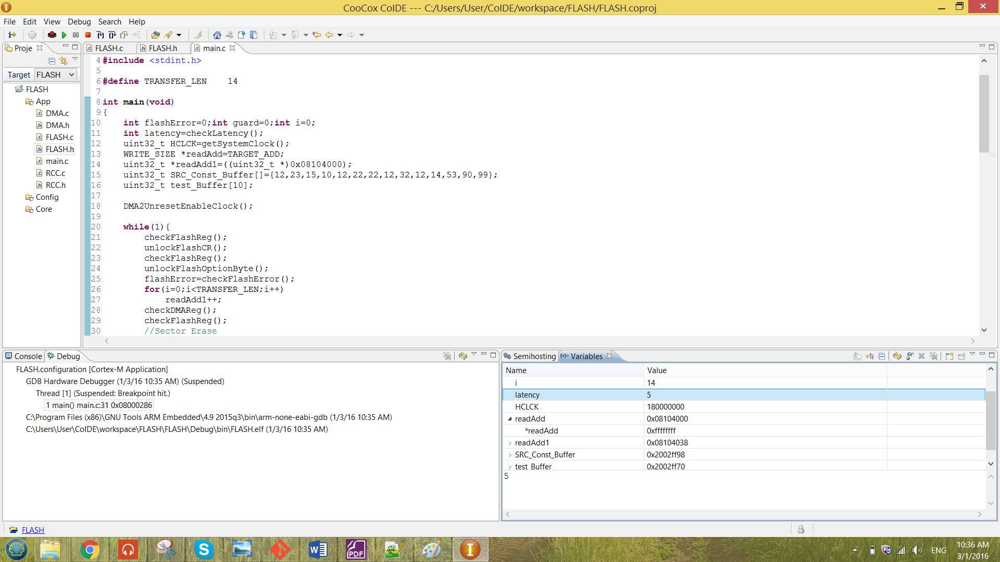 CooCox CoIDE --- C:/Users/User/CoIDE/workspace/FLASH/FLASH.coproj
File Edit View Debug Search Help
Proje
FLASH.c FLASH.h main.c
Target FLASH
FLASH
App
DMA.c
DMA.h
FLASH.c
FLASH.h
main.c
RCC.c
RCC.h
Config
Core
4 #include <stdint.h>
5
6 #define TRANSFER_LEN    14
7
8 int main(void)
9 {
10     int flashError=0;int guard=0;int i=0;
11     int latency=checkLatency();
12     uint32_t HCLCK=getSystemClock();
13     WRITE_SIZE *readAdd=TARGET_ADD;
14     uint32_t *readAdd1=((uint32_t *)0x08104000);
15     uint32_t SRC_Const_Buffer[]={12,23,15,10,12,22,22,12,32,12,14,53,90,99};
16     uint32_t test_Buffer[10];
17
18     DMA2UnresetEnableClock();
19
20     while(1){
21         checkFlashReg();
22         unlockFlashCR();
23         checkFlashReg();
24         unlockFlashOptionByte();
25         flashError=checkFlashError();
26         for(i=0;i<TRANSFER_LEN;i++)
27             readAdd1++;
28         checkDMAReg();
29         checkFlashReg();
30         //Sector Erase
Console Debug
FLASH.configuration [Cortex-M Application]
GDB Hardware Debugger (1/3/16 10:35 AM) (Suspended)
Thread [1] (Suspended: Breakpoint hit.)
1 main() main.c:31 0x08000286
C:\Program Files (x86)\GNU Tools ARM Embedded\4.9 2015q3\bin\arm-none-eabi-gdb (1/3/16 10:35 AM)
C:\Users\User\CoIDE\workspace\FLASH\FLASH\Debug\bin\FLASH.elf (1/3/16 10:35 AM)
Semihosting (x)= Variables
Name Value
i 14
latency 5
HCLCK 180000000
readAdd 0x08104000
*readAdd 0xffffffff
readAdd1 0x08104038
SRC_Const_Buffer 0x2002ff98
test_Buffer 0x2002ff70
5
FLASH
PDF
ENG
10:36 AM
3/1/2016